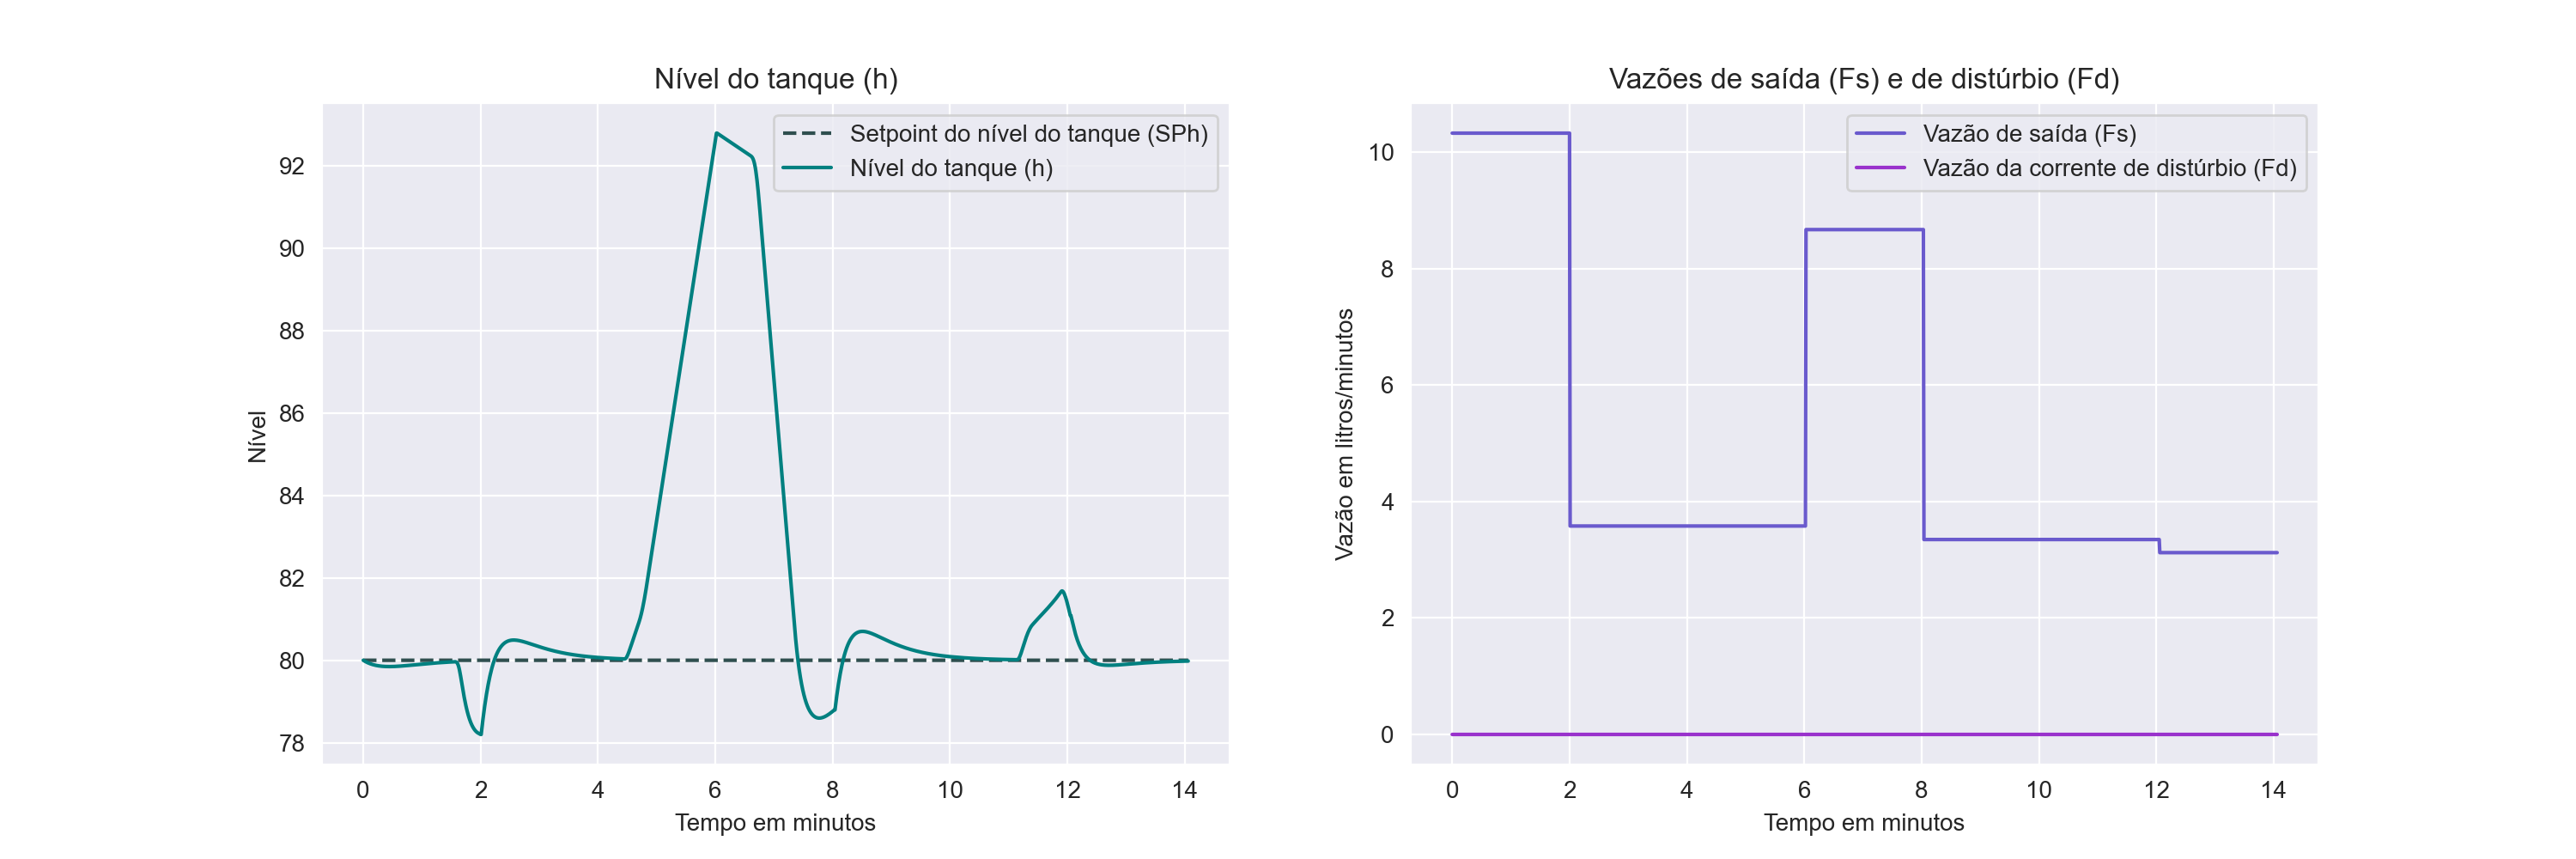 Nível do tanque (h)
Setpoint do nível do tanque (SPh)
Nível do tanque (h)
Nível
92
90
88
86
84
82
80
78
0 2 4 6 8 10 12 14
Tempo em minutos
Vazões de saída (Fs) e de distúrbio (Fd)
Vazão de saída (Fs)
Vazão da corrente de distúrbio (Fd)
Vazão em litros/minutos
10
8
6
4
2
0
0 2 4 6 8 10 12 14
Tempo em minutos